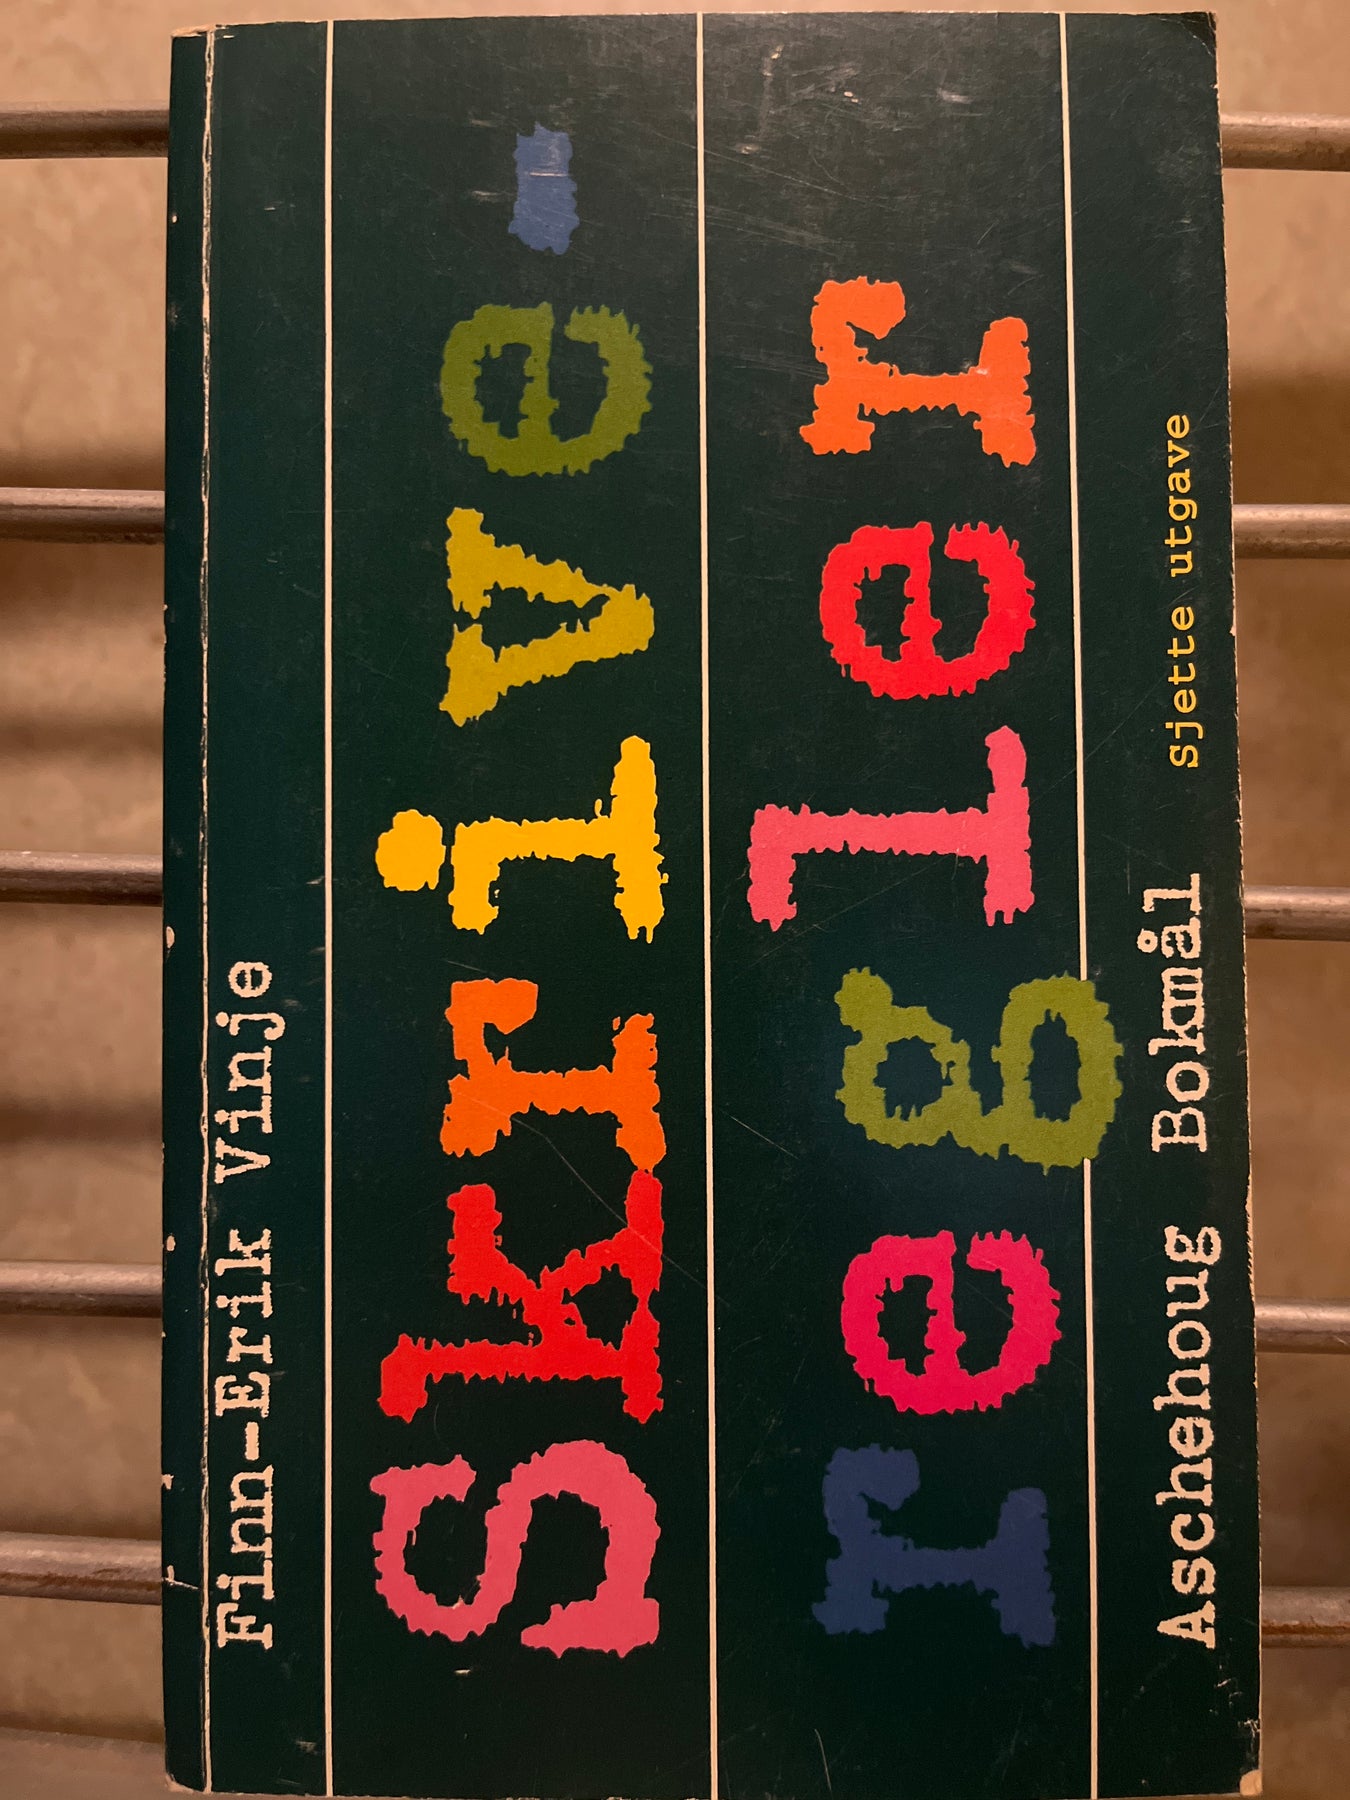 Finn-Erik Vinje
Skrive-
regler
Aschehoug Bokmål sjette utgave